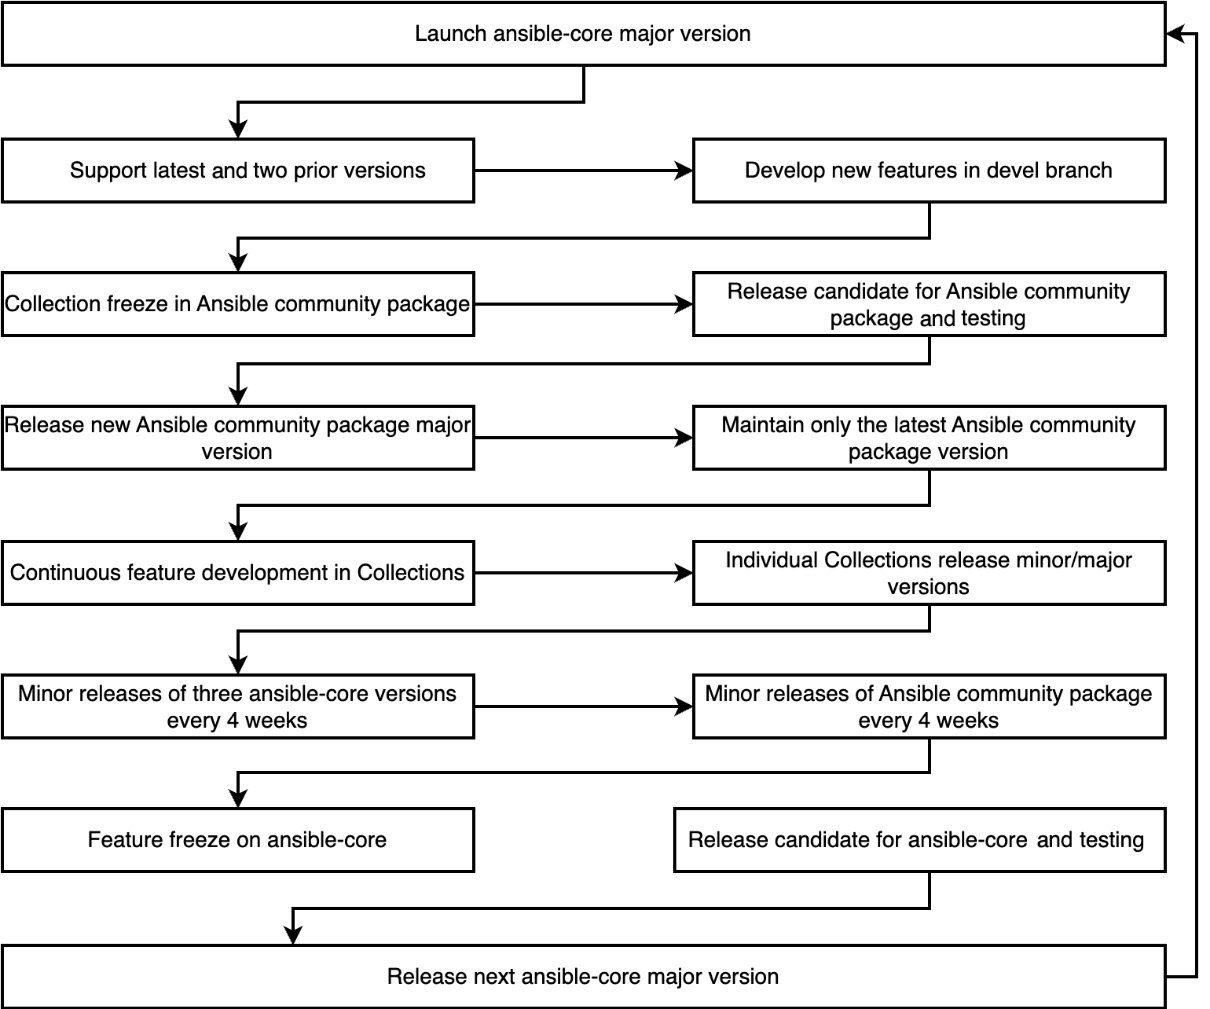 Launch ansible-core major version
Support latest and two prior versions
Develop new features in devel branch
Collection freeze in Ansible community package
Release candidate for Ansible community
package and testing
Release new Ansible community package major
version
Maintain only the latest Ansible community
package version
Continuous feature development in Collections
Individual Collections release minor/major
versions
Minor releases of three ansible-core versions
every 4 weeks
Minor releases of Ansible community package
every 4 weeks
Feature freeze on ansible-core
Release candidate for ansible-core and testing
Release next ansible-core major version